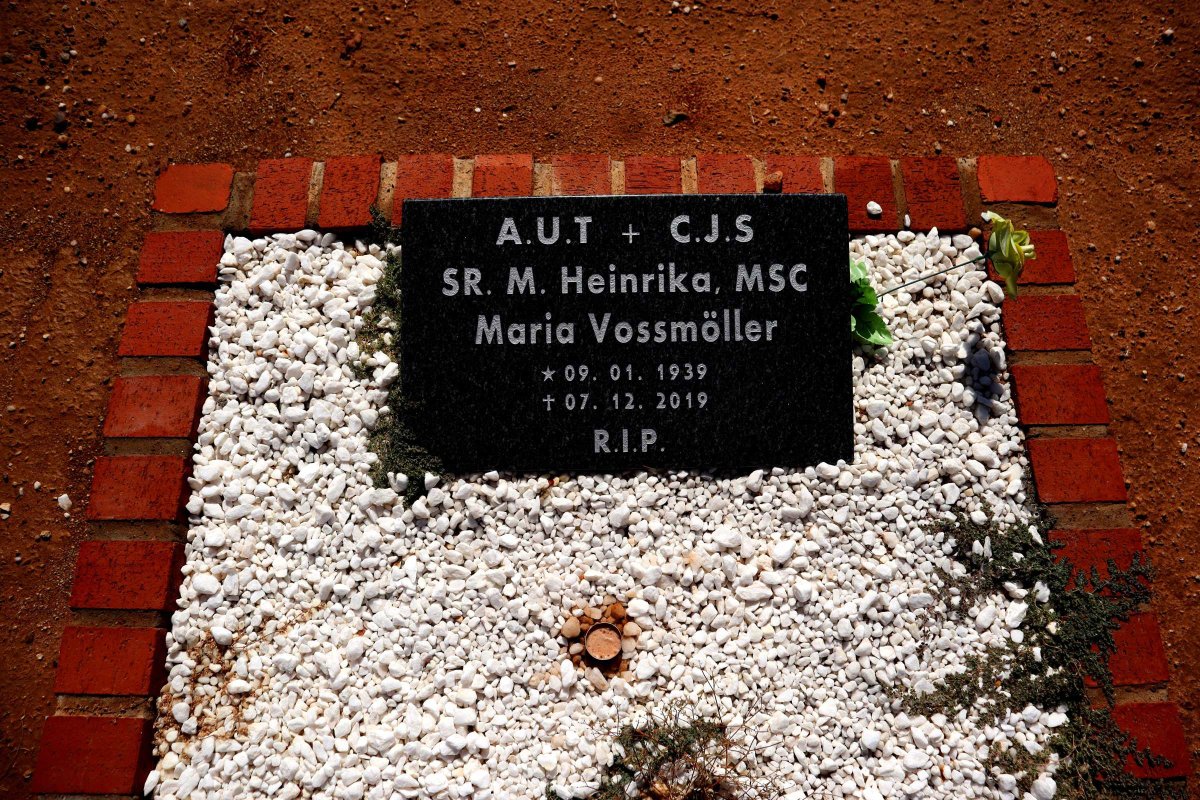 A.U.T + C.J.S
SR. M. Heinrika, MSC
Maria Vossmöller
★ 09. 01. 1939
✝ 07. 12. 2019
R.I.P.